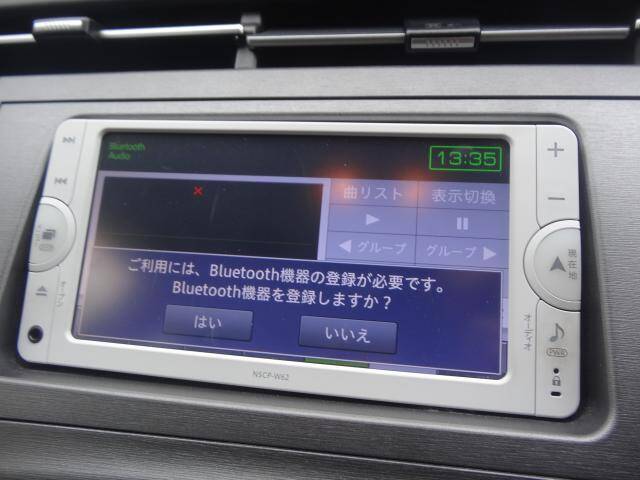 Bluetooth
Audio
13:35
曲リスト
表示切換
グループ
グループ
ご利用には、Bluetooth機器の登録が必要です。
Bluetooth機器を登録しますか？
はい
いいえ
オープン
現在地
オーディオ
PWR
NSCP-W62